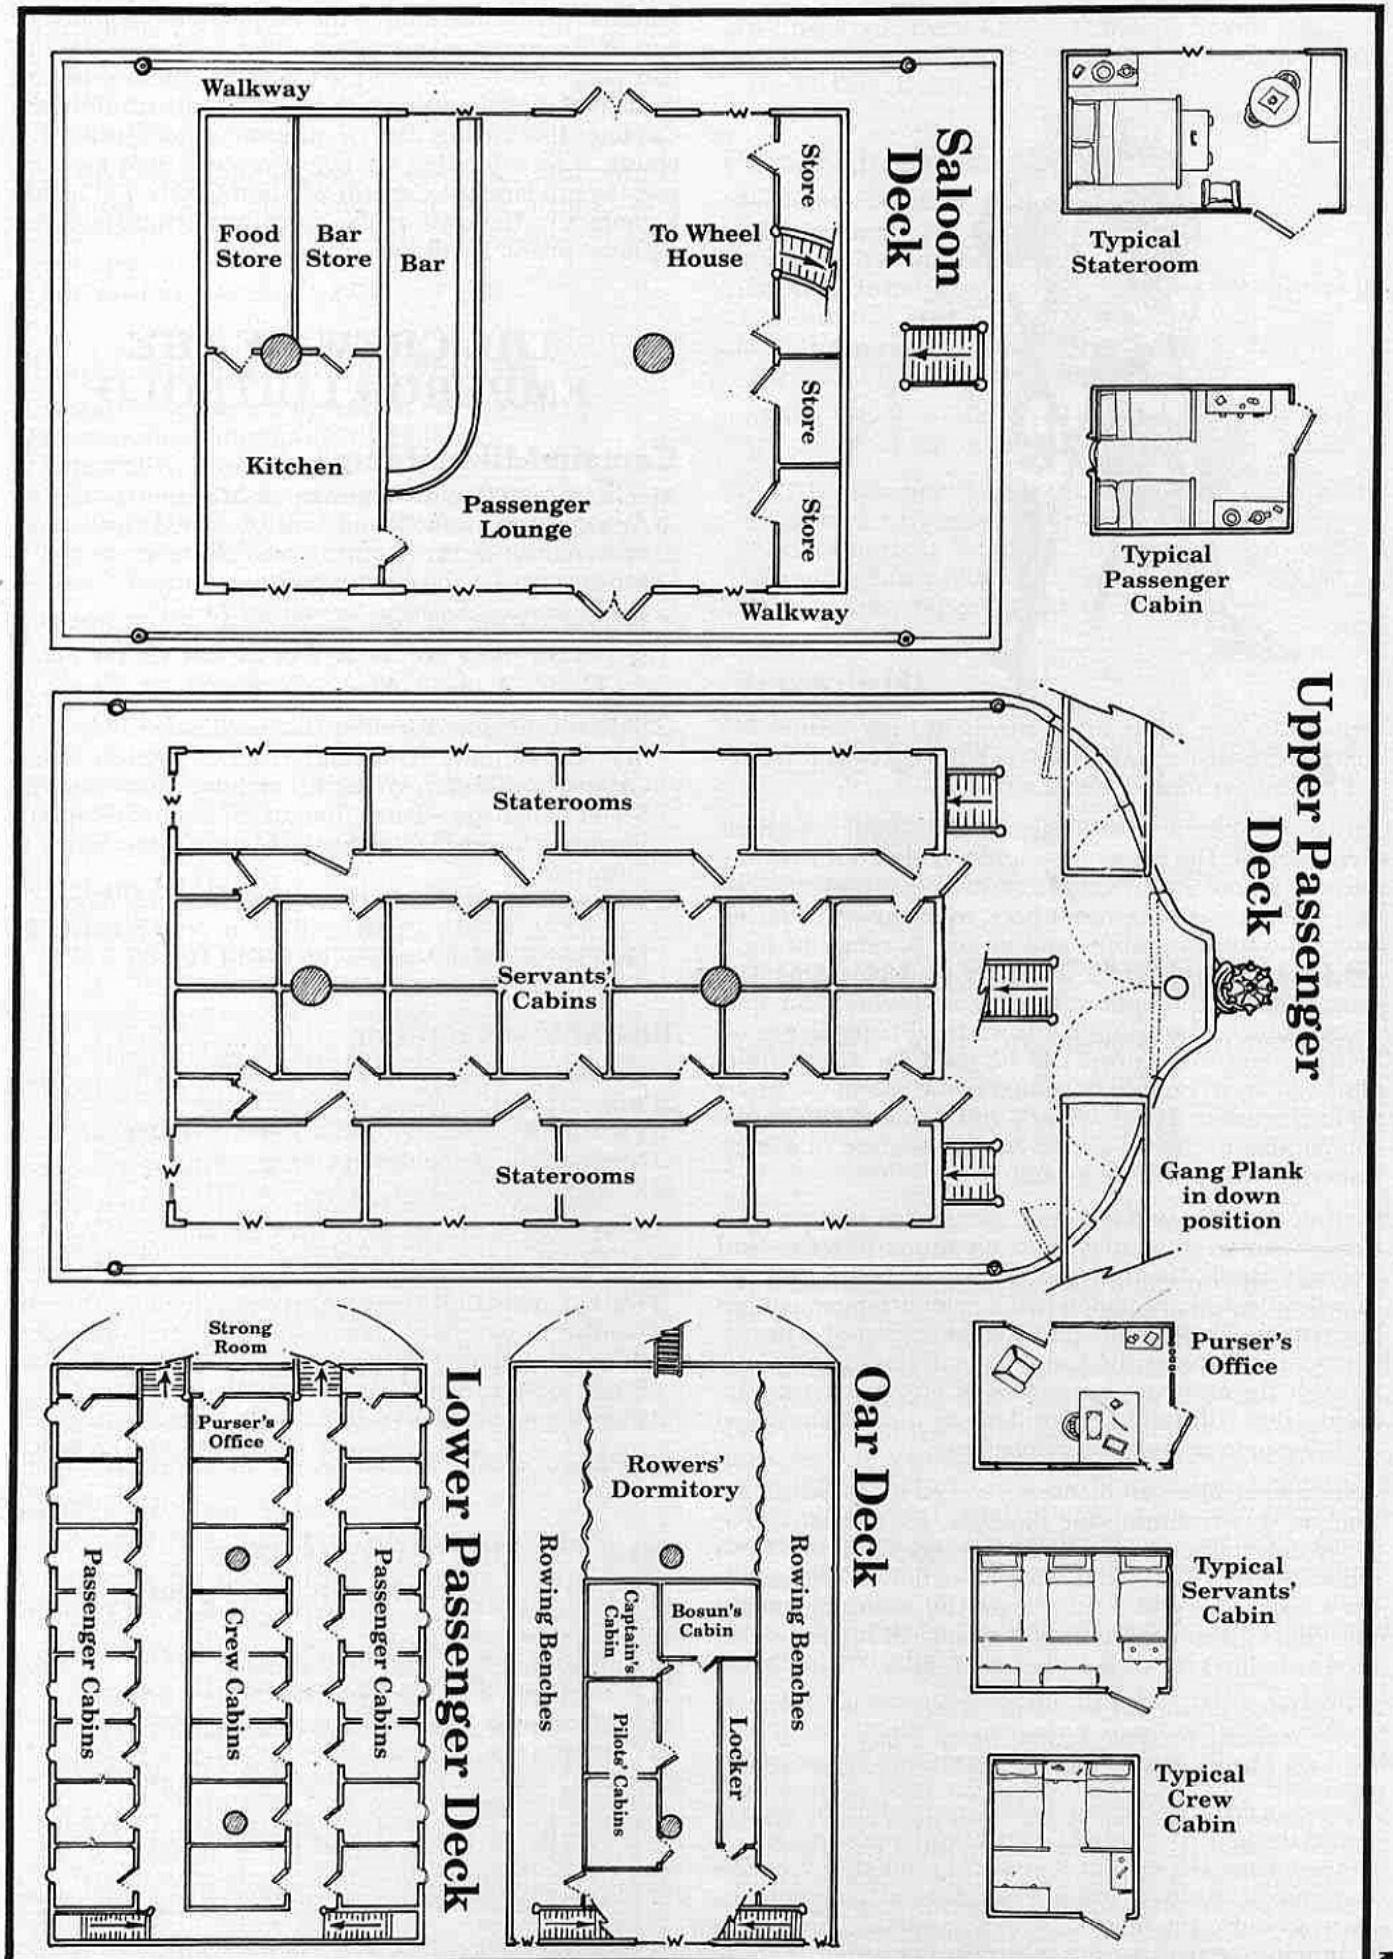 Walkway
Saloon
Deck
Store
Food
Store
Bar
Store
Bar
To Wheel
House
Store
Kitchen
Passenger
Lounge
Store
Walkway
W
W
W
W
W
Typical
Stateroom
W
Typical
Passenger
Cabin
Upper Passenger
Deck
W
W
W
W
W
Staterooms
Servants'
Cabins
Staterooms
W
W
W
W
W
Gang Plank
in down
position
Strong
Room
Purser's
Office
Passenger Cabins
Crew Cabins
Passenger Cabins
Lower Passenger Deck
Oar Deck
Rowers'
Dormitory
Rowing Benches
Rowing Benches
Captain's
Cabin
Bosun's
Cabin
Pilots' Cabins
Locker
W
W
W
Purser's
Office
Typical
Servants'
Cabin
Typical
Crew
Cabin